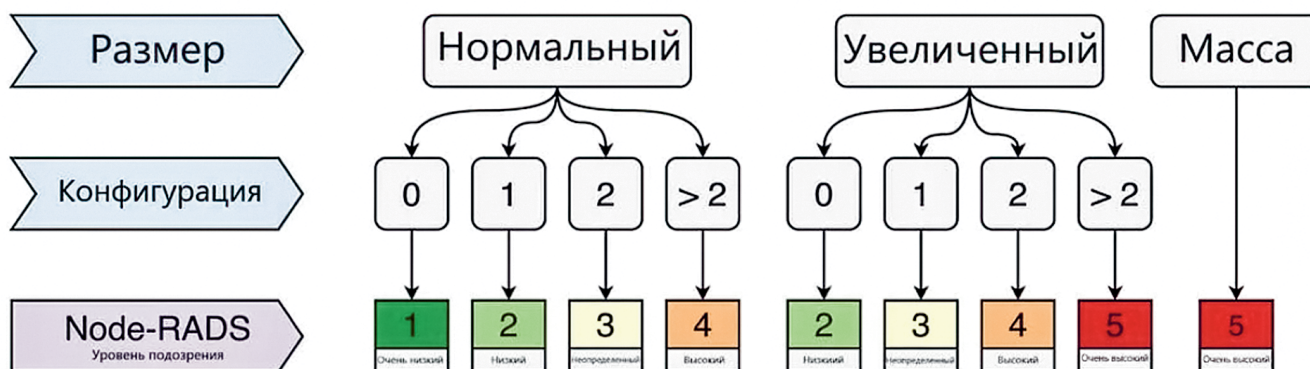 Размер Нормальный Увеличенный Масса
Конфигурация 0 1 2 > 2 0 1 2 > 2
Node-RADS 1 2 3 4 2 3 4 5 5
Уровень подозрения Очень низкий Низкий Неопределенный Высокий Низкиий Неопределенный Высокий Очень высокий Очень высокий